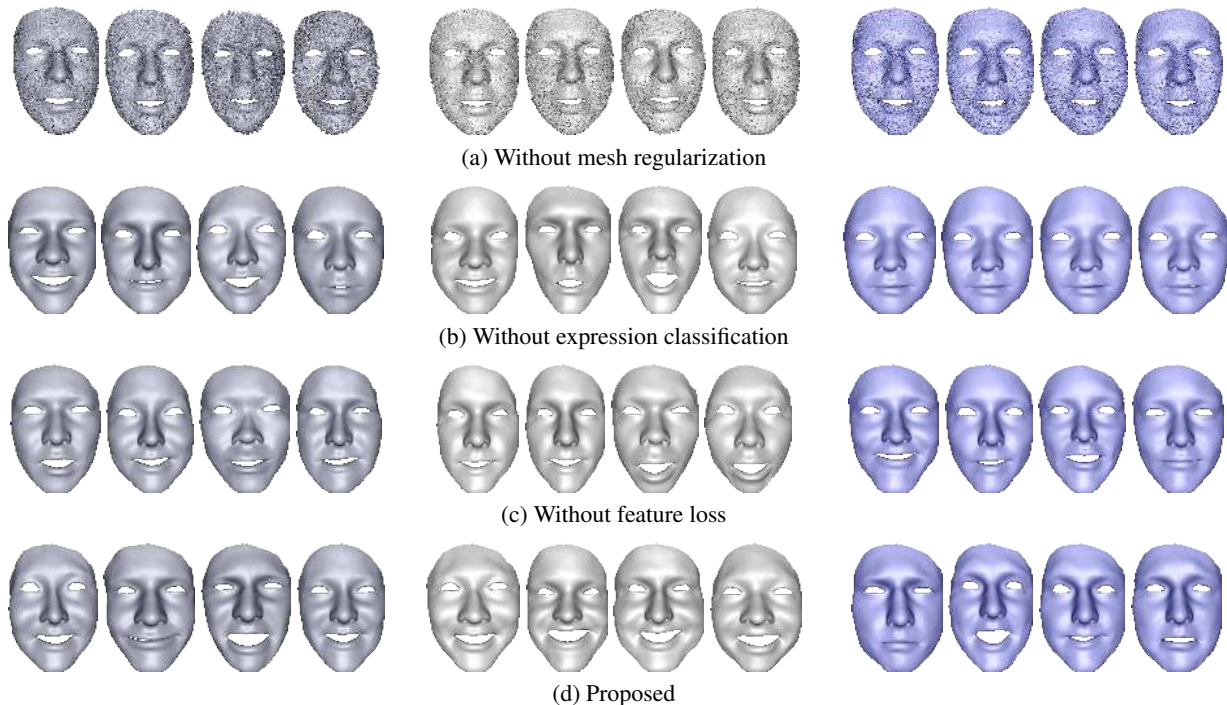 (a) Without mesh regularization
(b) Without expression classification
(c) Without feature loss
(d) Proposed